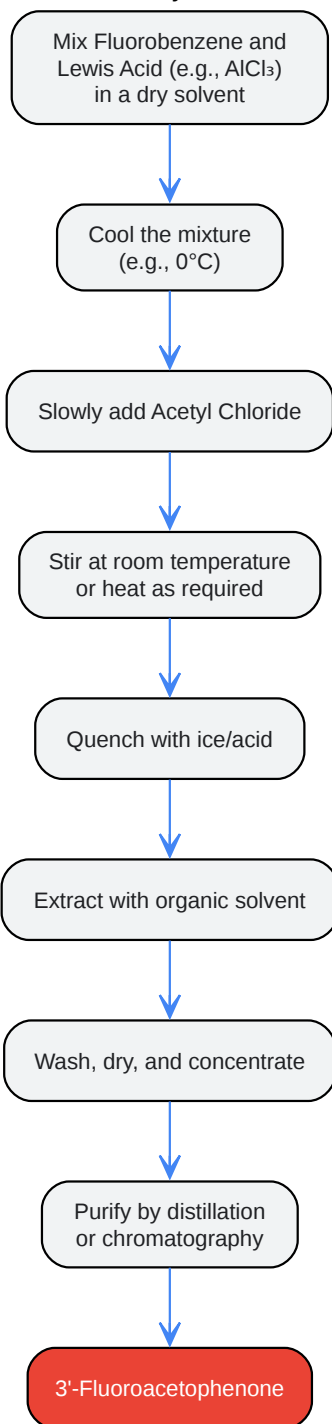 Mix Fluorobenzene and
Lewis Acid (e.g., AlCl₃)
in a dry solvent
Cool the mixture
(e.g., 0°C)
Slowly add Acetyl Chloride
Stir at room temperature
or heat as required
Quench with ice/acid
Extract with organic solvent
Wash, dry, and concentrate
Purify by distillation
or chromatography
3'-Fluoroacetophenone